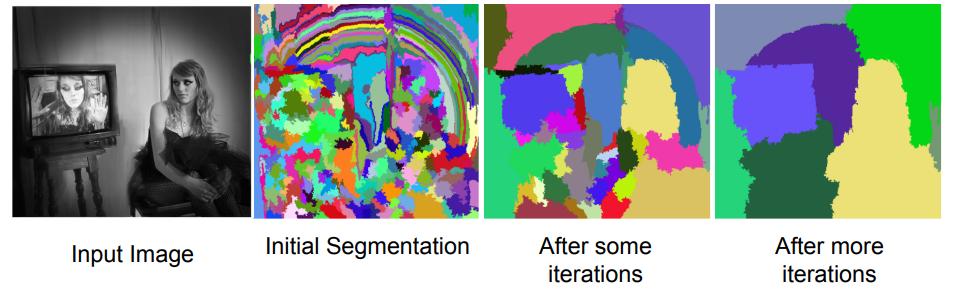 Input Image
Initial Segmentation
After some
iterations
After more
iterations